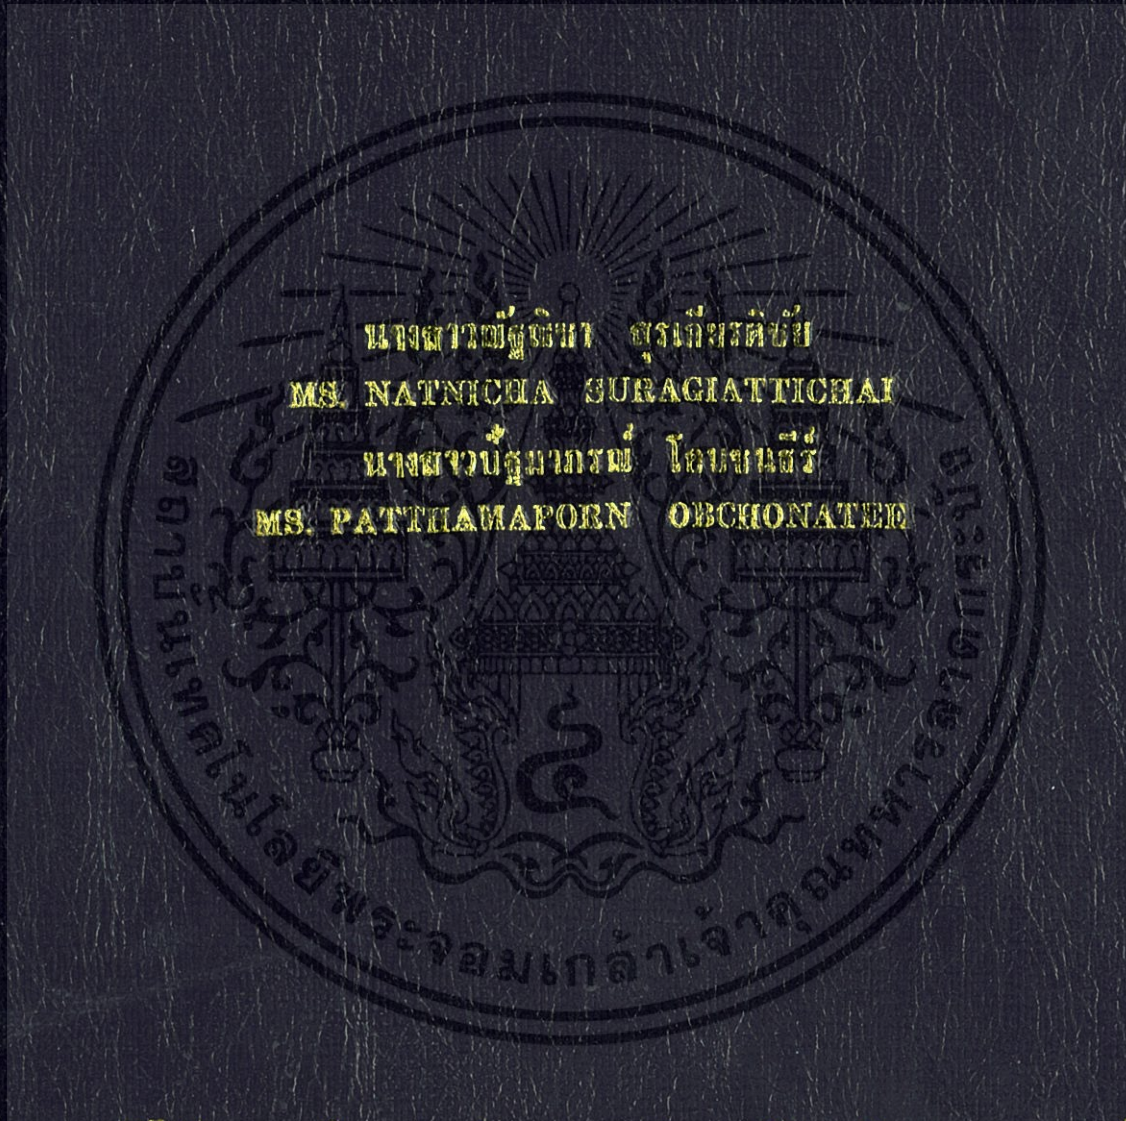 นางสาวณัฐณิชา สุรเกียรติชัย
MS. NATNICHA SURAGIATTICHAI
นางสาวปัฐมาภรณ์ โอบชนธีร์
MS. PATTHAMAPORN OBCHONATEE
สถาบันเทคโนโลยีพระจอมเกล้าเจ้าคุณทหารลาดกระบัง